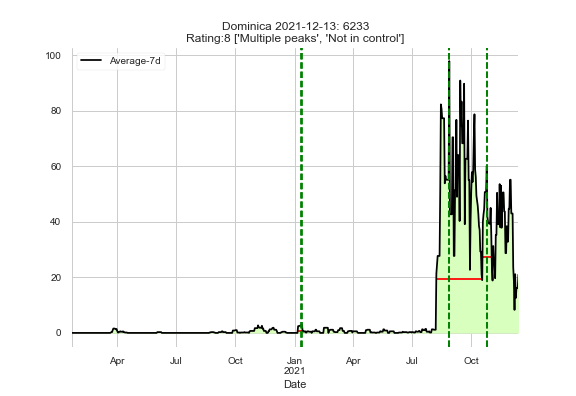 Dominica 2021-12-13: 6233
Rating:8 ['Multiple peaks', 'Not in control']
Average-7d
100
80
60
40
20
0
Apr Jul Oct Jan Apr Jul Oct
2021
Date